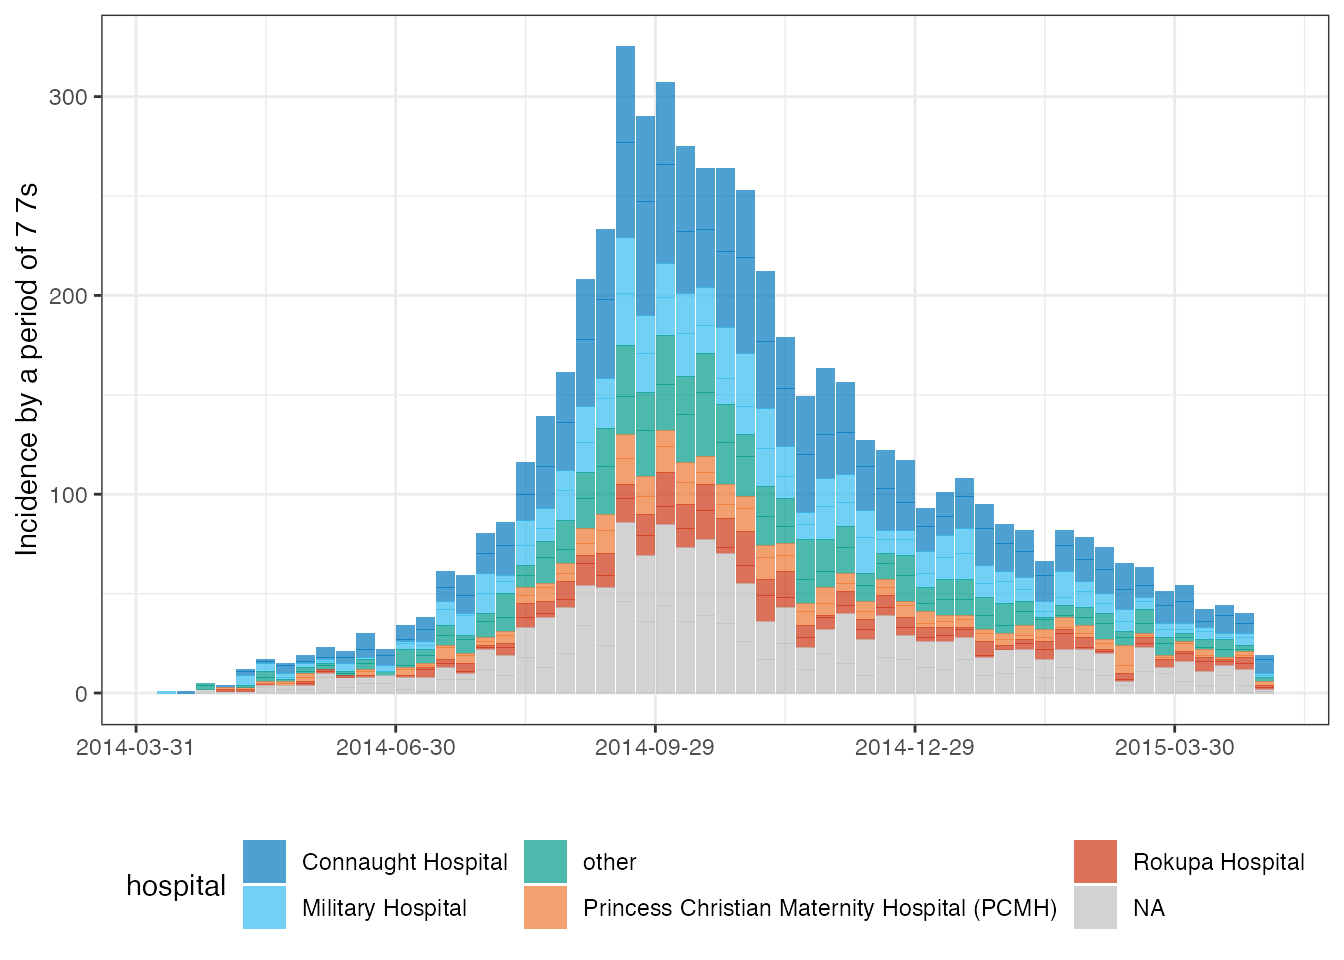 Incidence by a period of 7 7s
300
200
100
0
2014-03-31 2014-06-30 2014-09-29 2014-12-29 2015-03-30
hospital
Connaught Hospital other Rokupa Hospital
Military Hospital Princess Christian Maternity Hospital (PCMH) NA